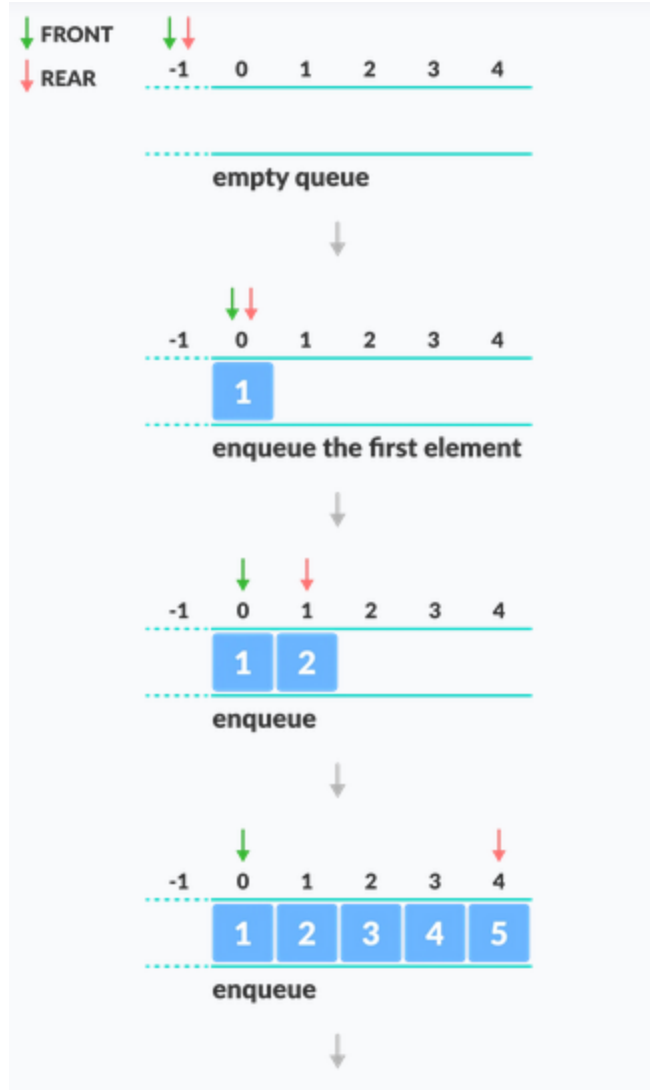 FRONT
REAR
-1 0 1 2 3 4
empty queue
-1 0 1 2 3 4
1
enqueue the first element
-1 0 1 2 3 4
1 2
enqueue
-1 0 1 2 3 4
1 2 3 4 5
enqueue